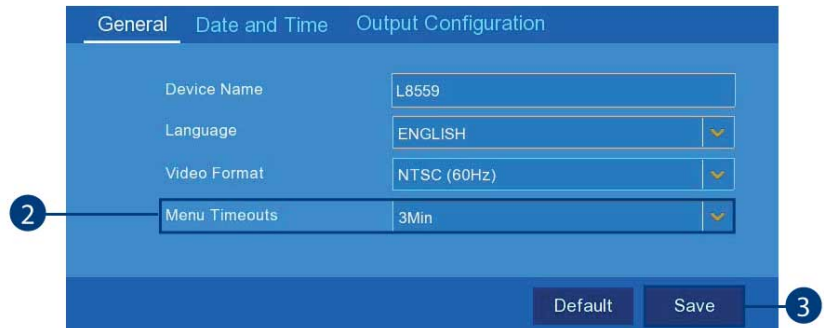 General Date and Time Output Configuration
Device Name L8559
Language ENGLISH
Video Format NTSC (60Hz)
2 Menu Timeouts 3Min
Default Save 3